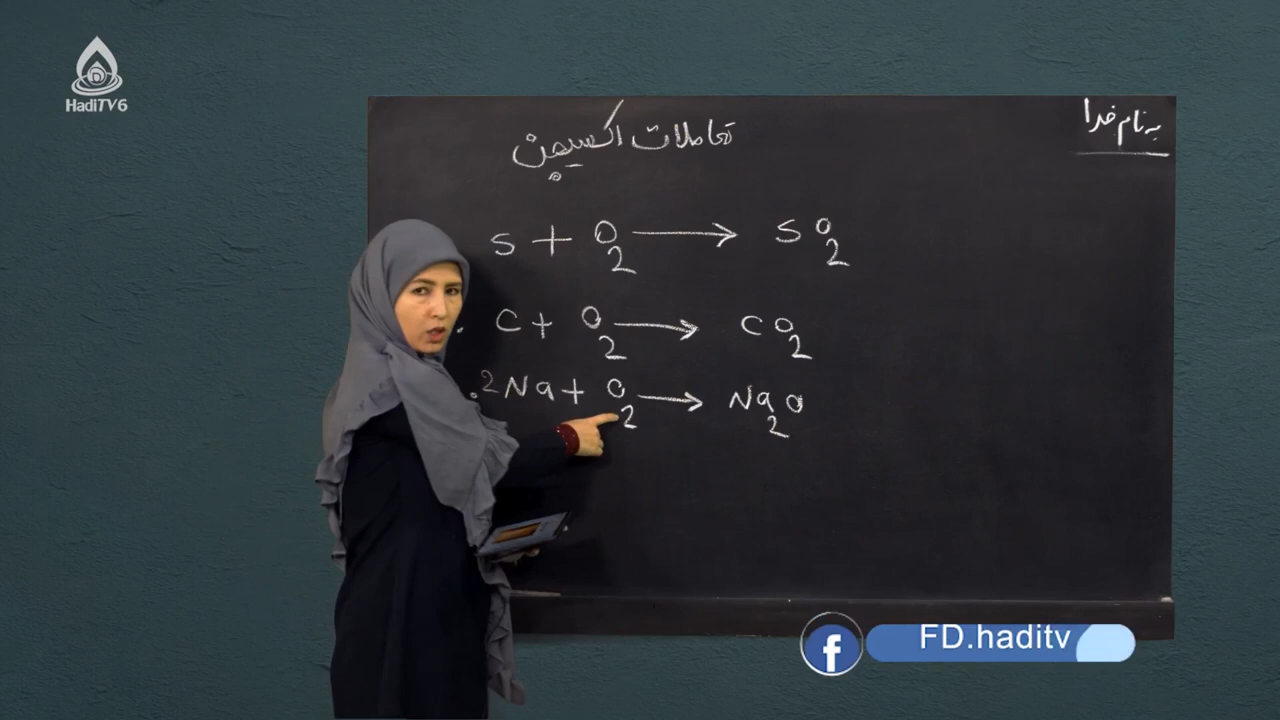 HadiTV6
به نام خدا
تعاملات اکسیجن
S + O2 → SO2
. C + O2 → CO2
. 2Na + O2 → Na2O
FD.haditv